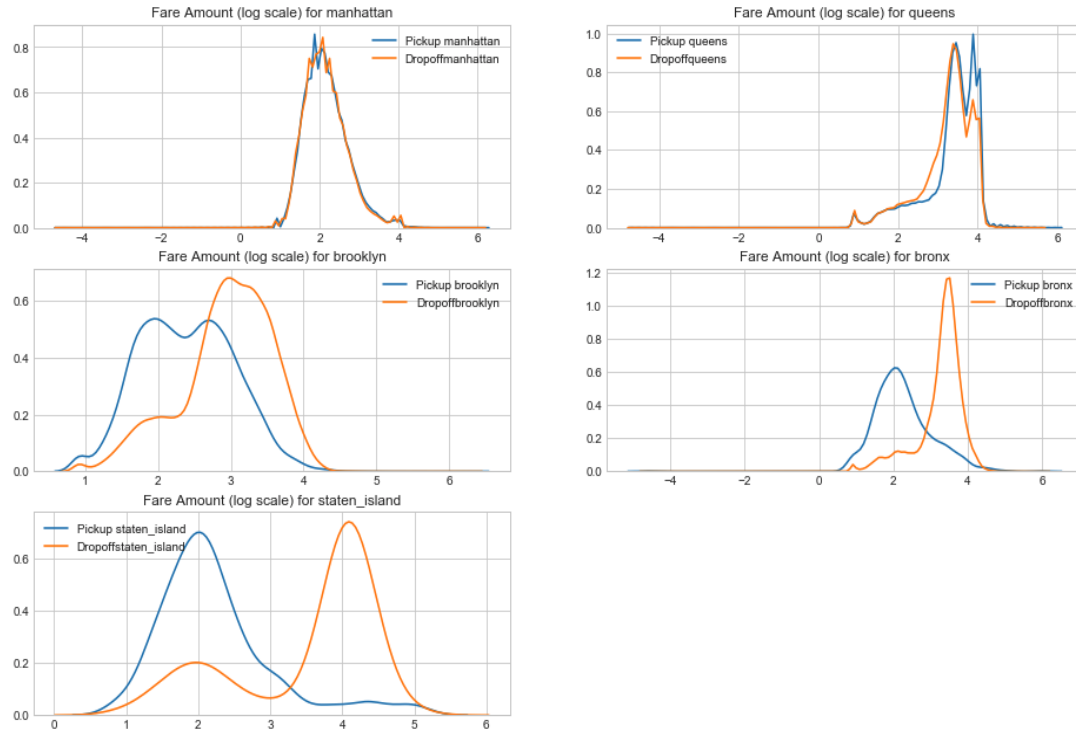 Fare Amount (log scale) for manhattan
Pickup manhattan
Dropoffmanhattan
0.8
0.6
0.4
0.2
0.0
−4 −2 0 2 4 6
Fare Amount (log scale) for queens
Pickup queens
Dropoffqueens
1.0
0.8
0.6
0.4
0.2
0.0
−4 −2 0 2 4 6
Fare Amount (log scale) for brooklyn
Pickup brooklyn
Dropoffbrooklyn
0.6
0.4
0.2
0.0
1 2 3 4 5 6
Fare Amount (log scale) for bronx
Pickup bronx
Dropoffbronx
1.2
1.0
0.8
0.6
0.4
0.2
0.0
−4 −2 0 2 4 6
Fare Amount (log scale) for staten_island
Pickup staten_island
Dropoffstaten_island
0.6
0.4
0.2
0.0
0 1 2 3 4 5 6